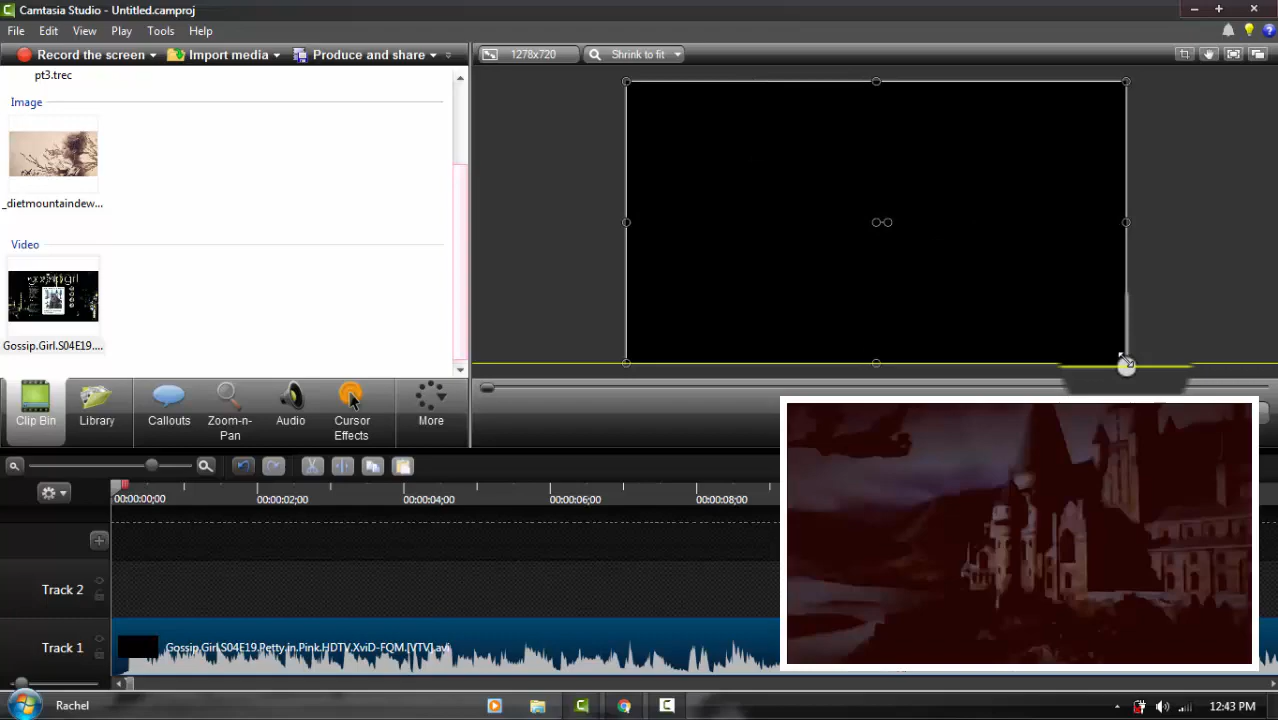 Camtasia Studio - Untitled.camproj
File Edit View Play Tools Help
Record the screen Import media Produce and share
1278x720 Shrink to fit
pt3.trec
Image
_dietmountaindew...
Video
gossip girl
Gossip.Girl.S04E19....
Clip Bin Library Callouts Zoom-n-Pan Audio Cursor Effects More
00:00:00;00 00:00:02;00 00:00:04;00 00:00:06;00 00:00:08;00
Track 2
Track 1 Gossip.Girl.S04E19.Petty.in.Pink.HDTV.XviD-FQM.[VTV].avi
Rachel 12:43 PM